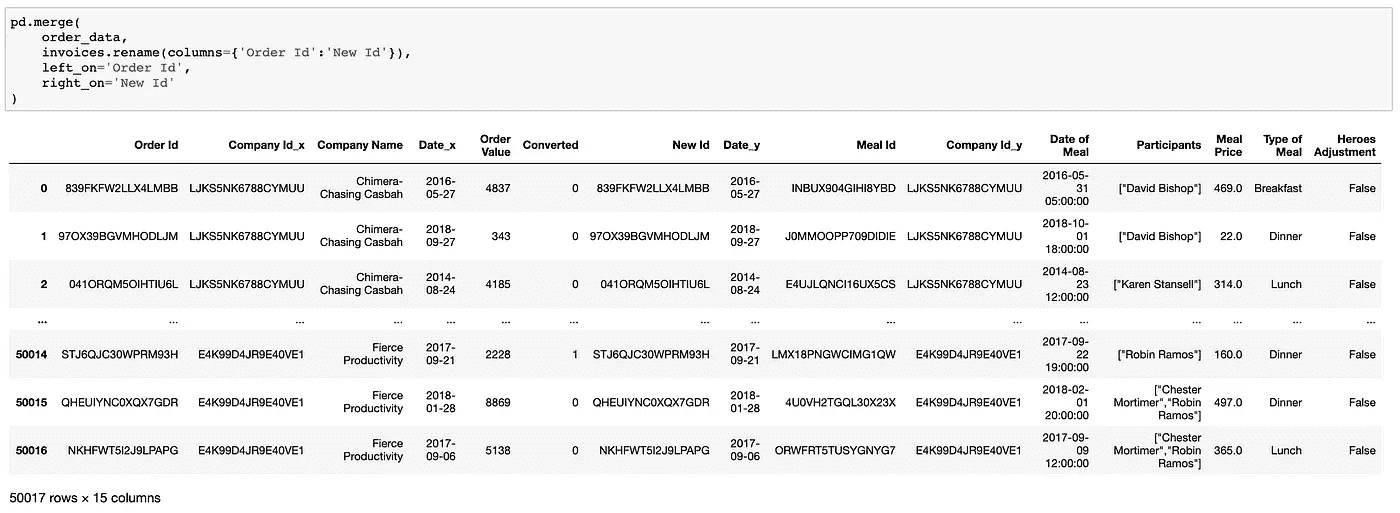 pd.merge(
order_data,
invoices.rename(columns={'Order Id':'New Id'}),
left_on='Order Id',
right_on='New Id'
)
Order Id Company Id_x Company Name Date_x Order Value Converted New Id Date_y Meal Id Company Id_y Date of Meal Participants Meal Price Type of Meal Heroes Adjustment
0 839FKFW2LLX4LMBB LJKS5NK6788CYMUU Chimera-Chasing Casbah 2016-05-27 4837 0 839FKFW2LLX4LMBB 2016-05-27 INBUX904GIHI8YBD LJKS5NK6788CYMUU 2016-05-31 05:00:00 ["David Bishop"] 469.0 Breakfast False
1 97OX39BGVMHODLJM LJKS5NK6788CYMUU Chimera-Chasing Casbah 2018-09-27 343 0 97OX39BGVMHODLJM 2018-09-27 J0MMOOPP709DIDIE LJKS5NK6788CYMUU 2018-10-01 18:00:00 ["David Bishop"] 22.0 Dinner False
2 041ORQM5OIHTIU6L LJKS5NK6788CYMUU Chimera-Chasing Casbah 2014-08-24 4185 0 041ORQM5OIHTIU6L 2014-08-24 E4UJLQNCI16UX5CS LJKS5NK6788CYMUU 2014-08-23 12:00:00 ["Karen Stansell"] 314.0 Lunch False
... ... ... ... ... ... ... ... ... ... ... ... ... ... ... ...
50014 STJ6QJC30WPRM93H E4K99D4JR9E40VE1 Fierce Productivity 2017-09-21 2228 1 STJ6QJC30WPRM93H 2017-09-21 LMX18PNGWCIMG1QW E4K99D4JR9E40VE1 2017-09-22 19:00:00 ["Robin Ramos"] 160.0 Dinner False
50015 QHEUIYNC0XQX7GDR E4K99D4JR9E40VE1 Fierce Productivity 2018-01-28 8869 0 QHEUIYNC0XQX7GDR 2018-01-28 4U0VH2TGQL30X23X E4K99D4JR9E40VE1 2018-02-01 20:00:00 ["Chester Mortimer","Robin Ramos"] 497.0 Dinner False
50016 NKHFWT5I2J9LPAPG E4K99D4JR9E40VE1 Fierce Productivity 2017-09-06 5138 0 NKHFWT5I2J9LPAPG 2017-09-06 ORWFRT5TUSYGNYG7 E4K99D4JR9E40VE1 2017-09-09 12:00:00 ["Chester Mortimer","Robin Ramos"] 365.0 Lunch False
50017 rows × 15 columns